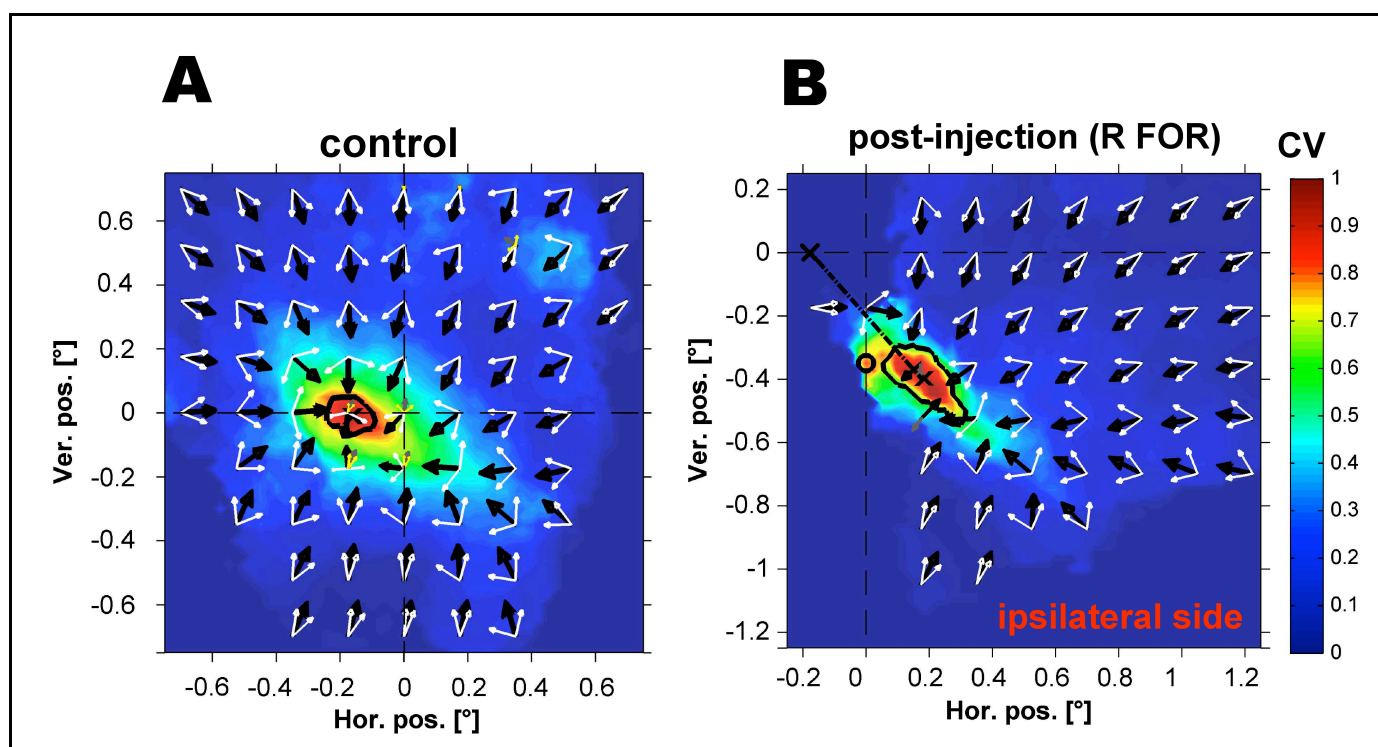 A
B
control
post-injection (R FOR)
CV
0.6
0.4
0.2
0
-0.2
-0.4
-0.6
Ver. pos. [°]
-0.6 -0.4 -0.2 0 0.2 0.4 0.6
Hor. pos. [°]
0.2
0
-0.2
-0.4
-0.6
-0.8
-1
-1.2
Ver. pos. [°]
ipsilateral side
-0.2 0 0.2 0.4 0.6 0.8 1 1.2
Hor. pos. [°]
1
0.9
0.8
0.7
0.6
0.5
0.4
0.3
0.2
0.1
0